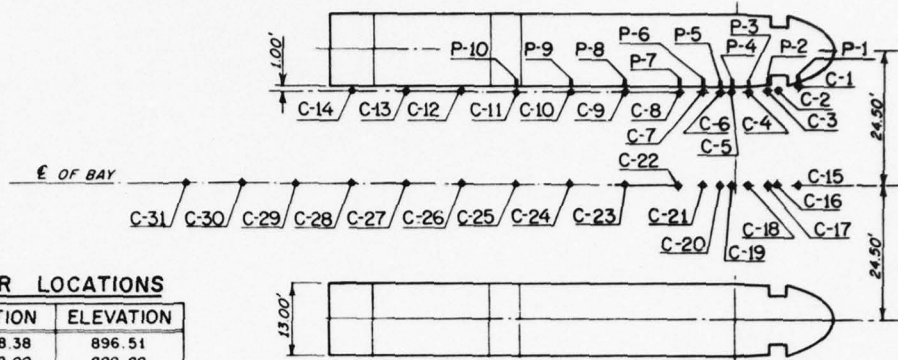 P-10 P-9 P-8 P-6 P-7 P-5 P-3 P-4 P-2 P-1
1.00'
C-14 C-13 C-12 C-11 C-10 C-9 C-8 C-7 C-6 C-5 C-4 C-3 C-2 C-1
24.50'
℄ OF BAY
C-31 C-30 C-29 C-28 C-27 C-26 C-25 C-24 C-23 C-22 C-21 C-20 C-19 C-18 C-17 C-16 C-15
24.50'
13.00'
R LOCATIONS
TION ELEVATION
8.38 896.51